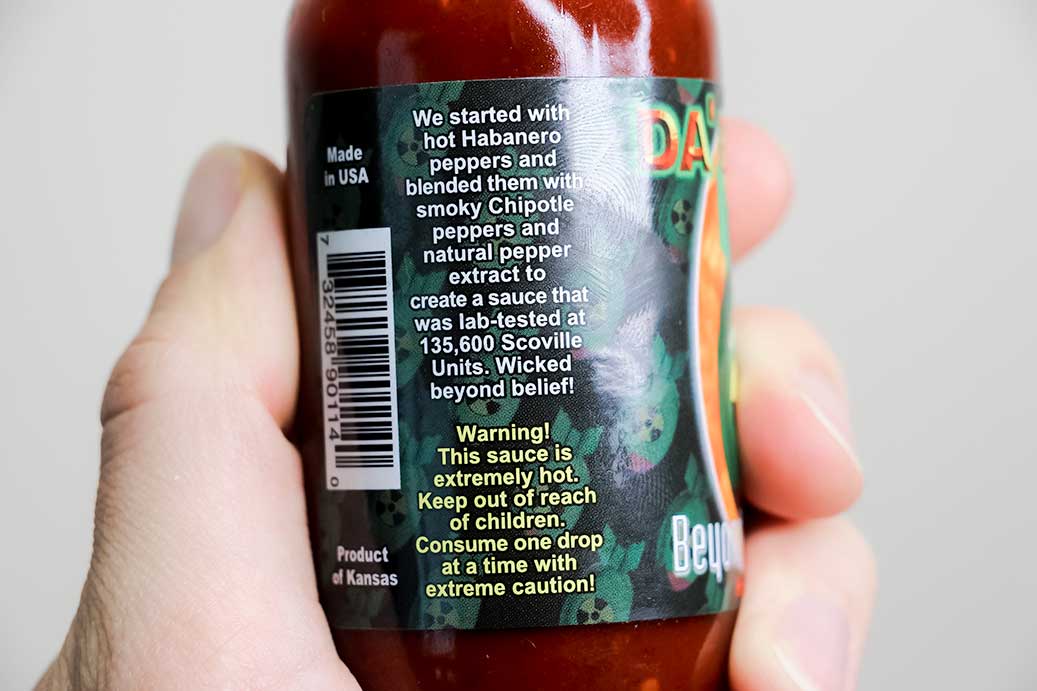 Made
in USA
7 32458 90114 0
Product
of Kansas
We started with
hot Habanero
peppers and
blended them with
smoky Chipotle
peppers and
natural pepper
extract to
create a sauce that
was lab-tested at
135,600 Scoville
Units. Wicked
beyond belief!
Warning!
This sauce is
extremely hot.
Keep out of reach
of children.
Consume one drop
at a time with
extreme caution!
DA